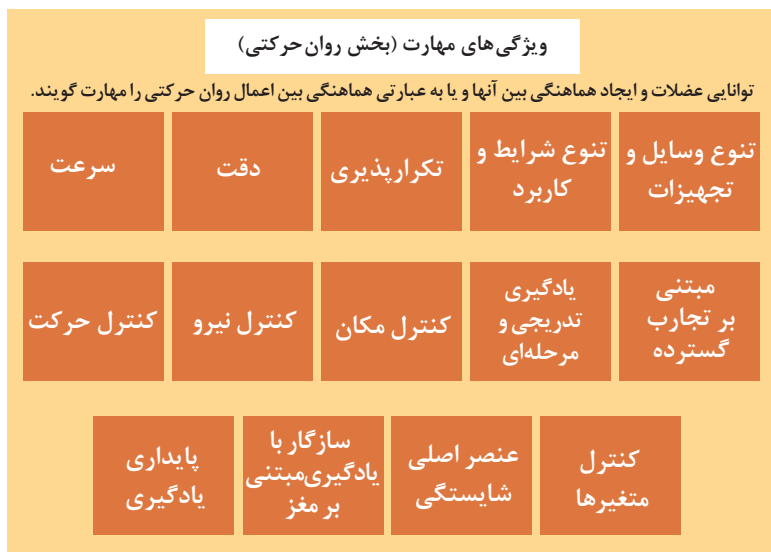 ویژگی‌های مهارت (بخش روان‌حرکتی)
توانایی عضلات و ایجاد هماهنگی بین آنها و یا به عبارتی هماهنگی بین اعمال روان حرکتی را مهارت گویند.
تنوع وسایل و
تجهیزات
تنوع شرایط و
کاربرد
تکرارپذیری
دقت
سرعت
مبتنی
بر تجارب
گسترده
یادگیری
تدریجی و
مرحله‌ای
کنترل مکان
کنترل نیرو
کنترل حرکت
کنترل
متغیرها
عنصر اصلی
شایستگی
سازگار با
یادگیری‌مبتنی
بر مغز
پایداری
یادگیری